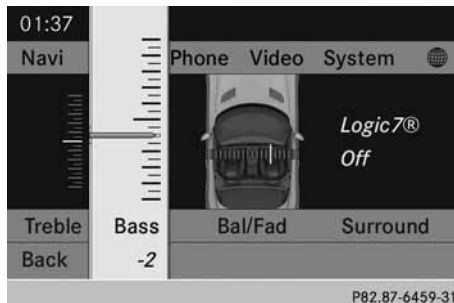 01:37
Navi Phone Video System
Logic7®
Off
Treble Bass Bal/Fad Surround
Back -2
P82.87-6459-31